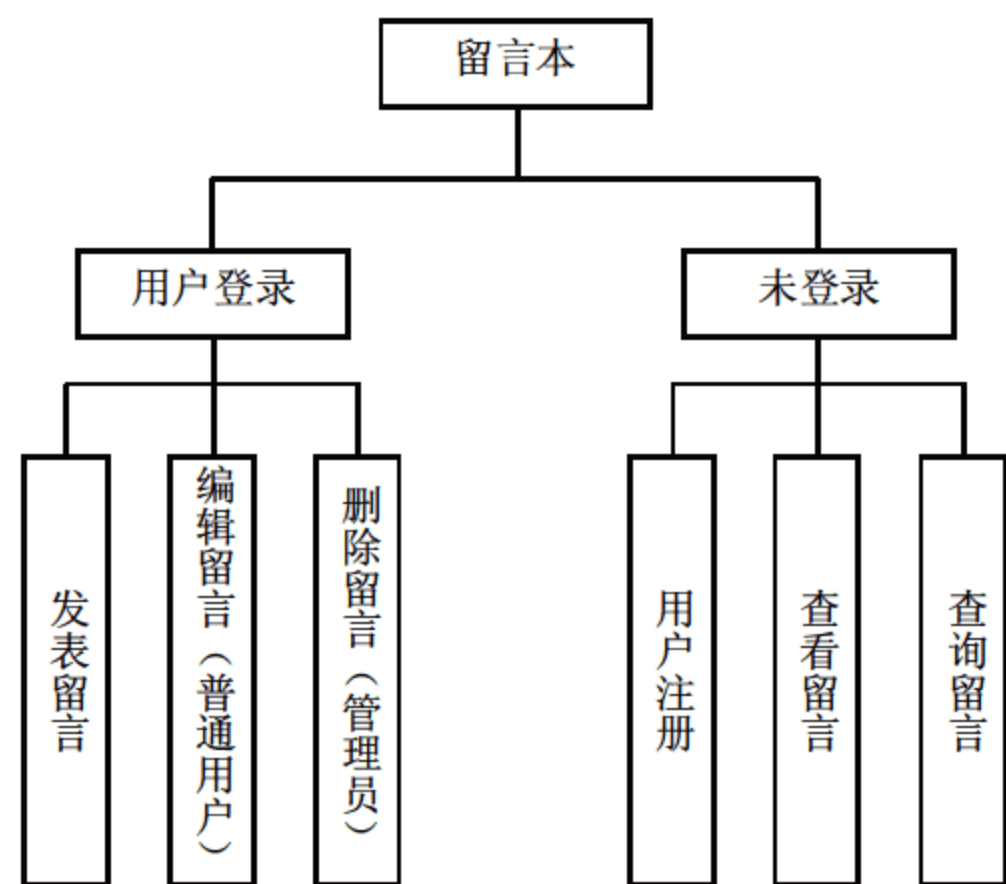 留言本
用户登录
未登录
发表留言
编辑留言（普通用户）
删除留言（管理员）
用户注册
查看留言
查询留言